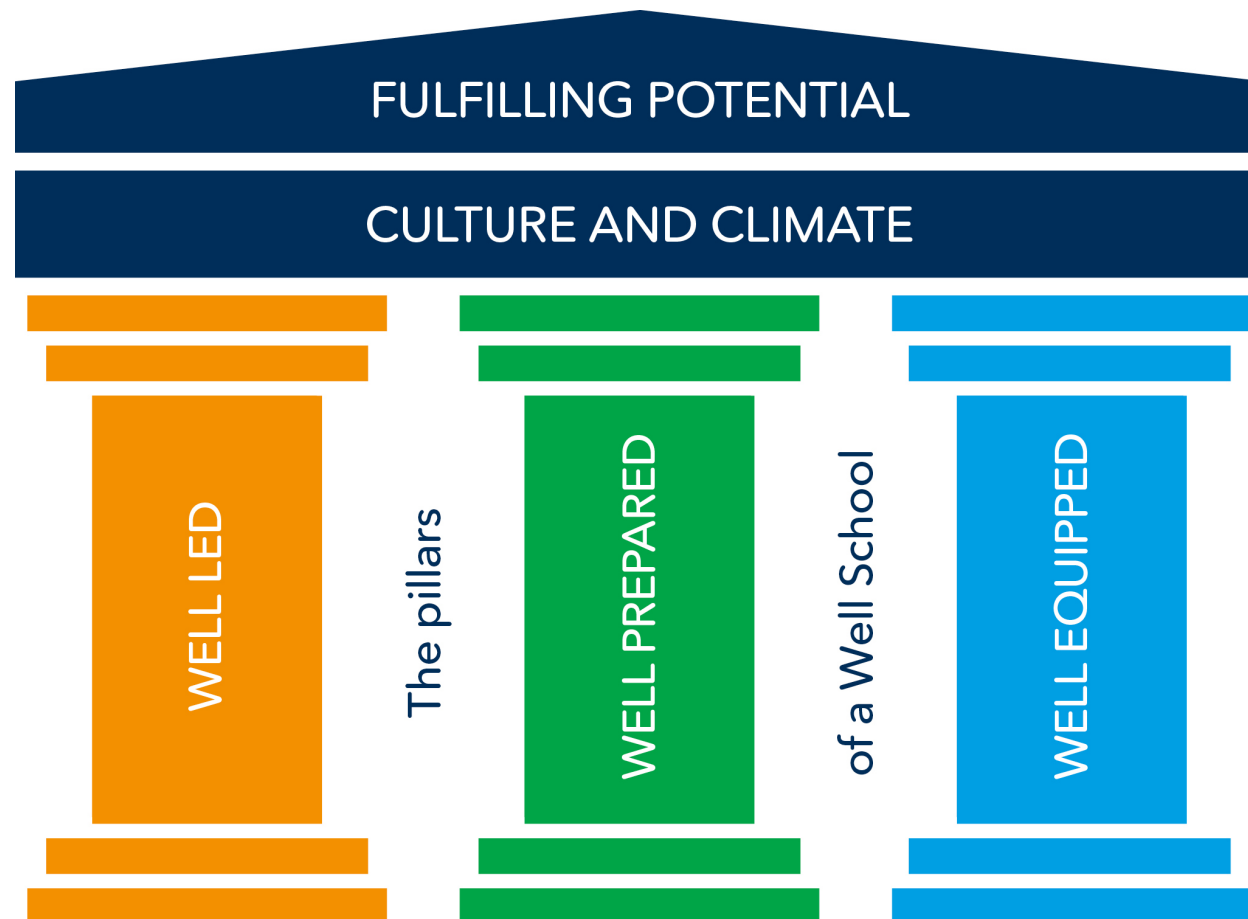 FULFILLING POTENTIAL
CULTURE AND CLIMATE
WELL LED
The pillars
WELL PREPARED
of a Well School
WELL EQUIPPED